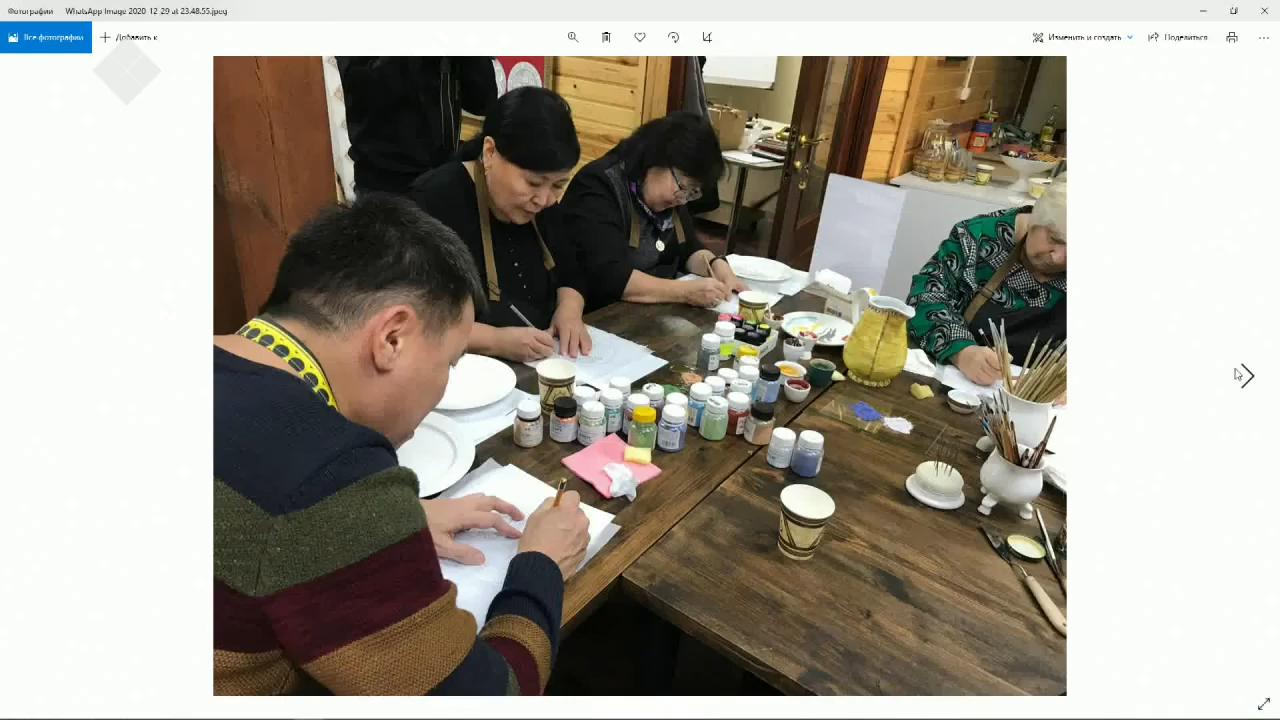 Фотографии WhatsApp Image 2020-12-29 at 23.48.55.jpeg
Все фотографии Добавить к Изменить и создать Поделиться